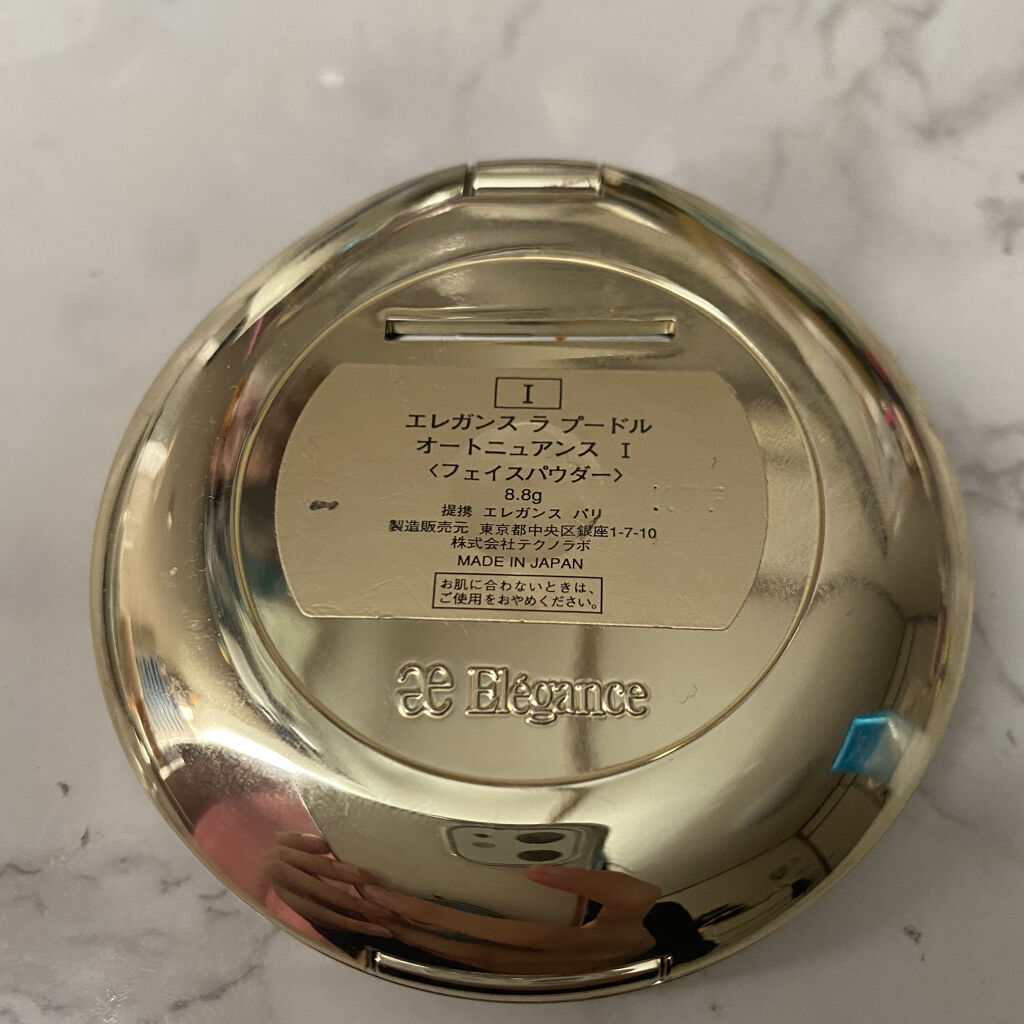 I
エレガンス ラ プードル
オートニュアンス I
〈フェイスパウダー〉
8.8g
提携 エレガンス パリ
製造販売元 東京都中央区銀座1-7-10
株式会社テクノラボ
MADE IN JAPAN
お肌に合わないときは、
ご使用をおやめください。
æ Elégance